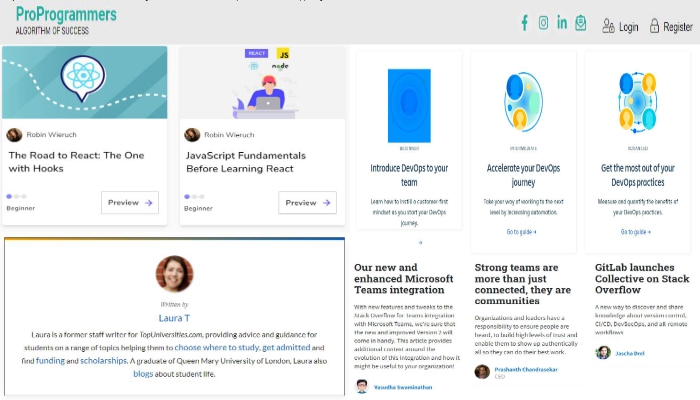 ProProgrammers
ALGORITHM OF SUCCESS
Login
Register
REACT
JS
node
Robin Wieruch
The Road to React: The One
with Hooks
Beginner
Preview →
Robin Wieruch
JavaScript Fundamentals
Before Learning React
Beginner
Preview →
BEGINNER
Introduce DevOps to your
team
Learn how to instill a customer-first
mindset as you start your DevOps
journey.
→
INTERMEDIATE
Accelerate your DevOps
journey
Take your way of working to the next
level by increasing automation.
Go to guide →
ADVANCED
Get the most out of your
DevOps practices
Measure and quantify the benefits of
your DevOps practices.
Go to guide →
Written by
Laura T
Laura is a former staff writer for TopUniversities.com, providing advice and guidance for
students on a range of topics helping them to choose where to study, get admitted and
find funding and scholarships. A graduate of Queen Mary University of London, Laura also
blogs about student life.
Our new and
enhanced Microsoft
Teams integration
With new features and tweaks to the
Stack Overflow for teams integration
with Microsoft Teams, we're sure that
the new and improved Version 2 will
come in handy. This article provides
additional context around the
evolution of this integration and how it
might be useful to your organization!
Vasudha Swaminathan
Strong teams are
more than just
connected, they are
communities
Organizations and leaders have a
responsibility to ensure people are
heard, to build high levels of trust and
enable them to show up authentically
all so they can do their best work.
Prashanth Chandrasekar
CEO
GitLab launches
Collective on Stack
Overflow
A new way to discover and share
knowledge about version control,
CI/CD, DevSecOps, and all-remote
workflows
Jascha Brel